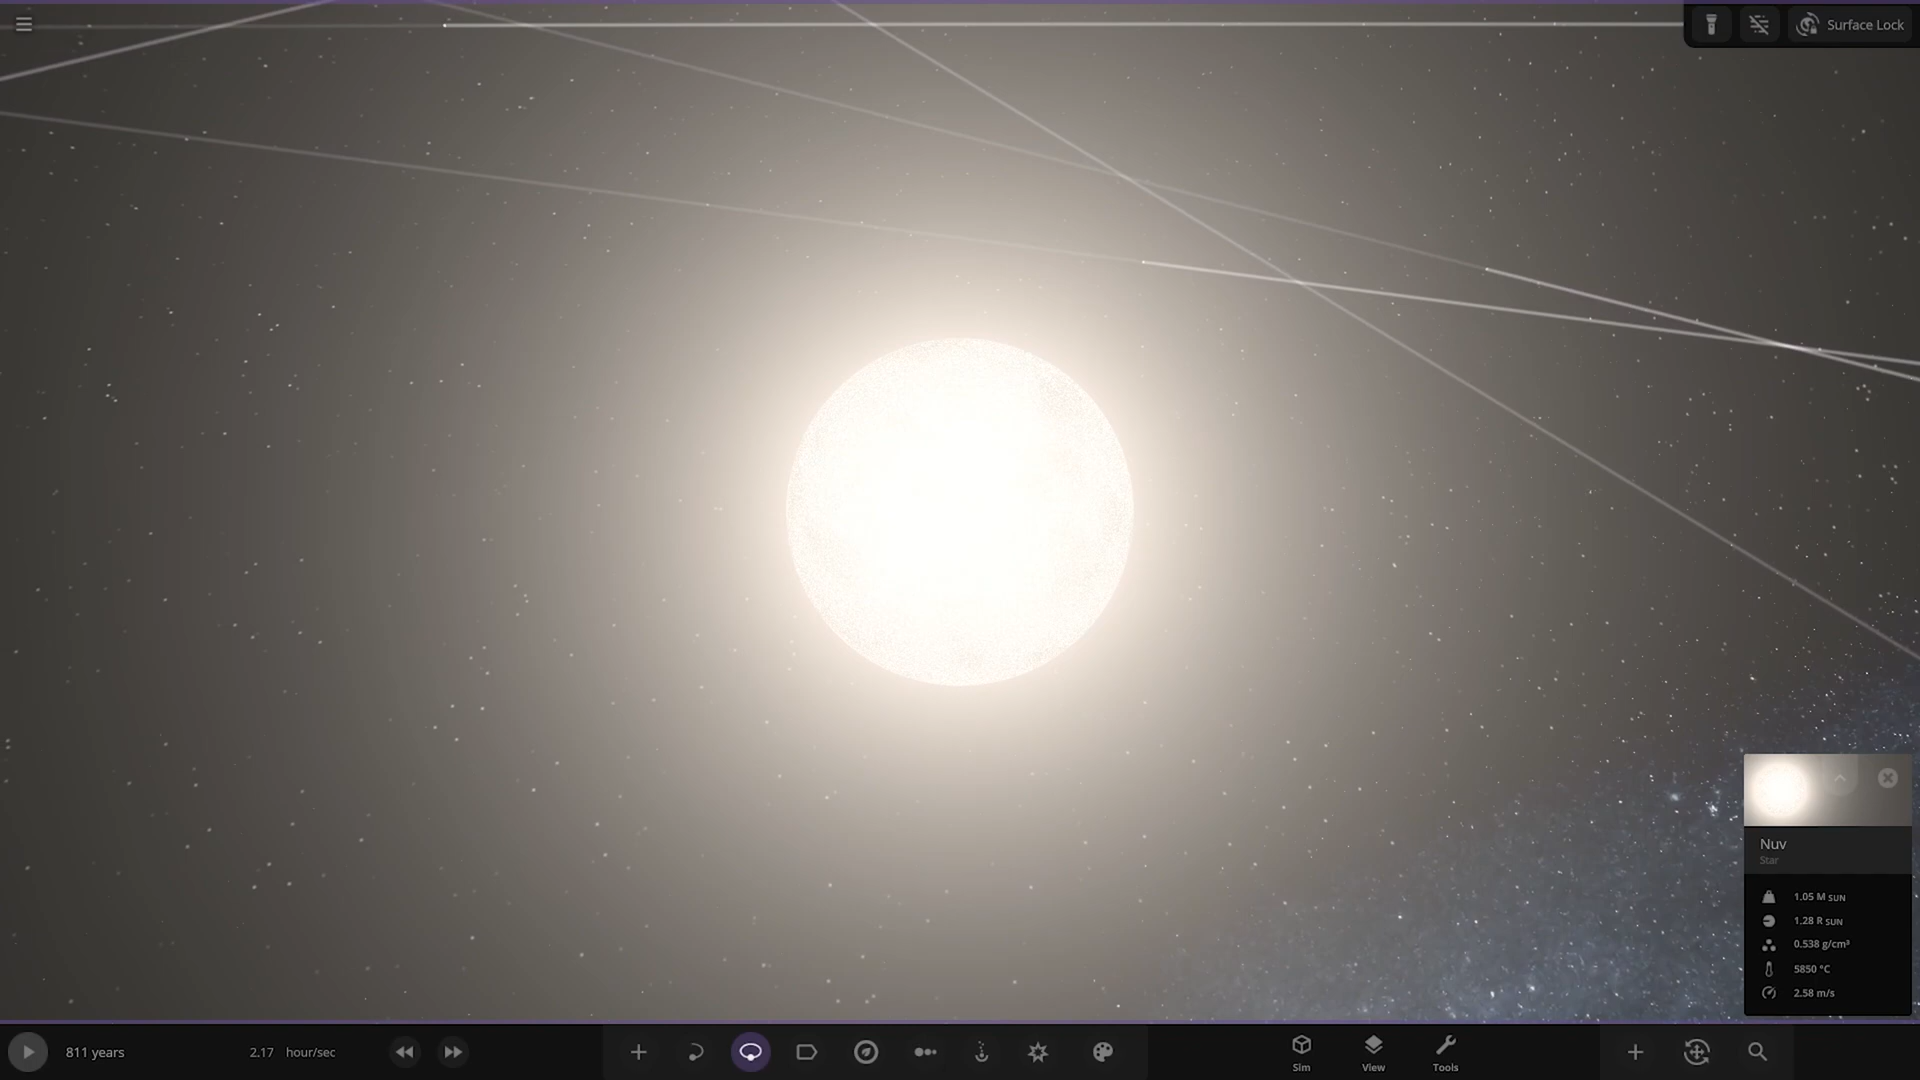 Surface Lock
Nuv
Star
1.05 M SUN
1.28 R SUN
0.538 g/cm³
5850 °C
2.58 m/s
811 years
2.17 hour/sec
Sim
View
Tools